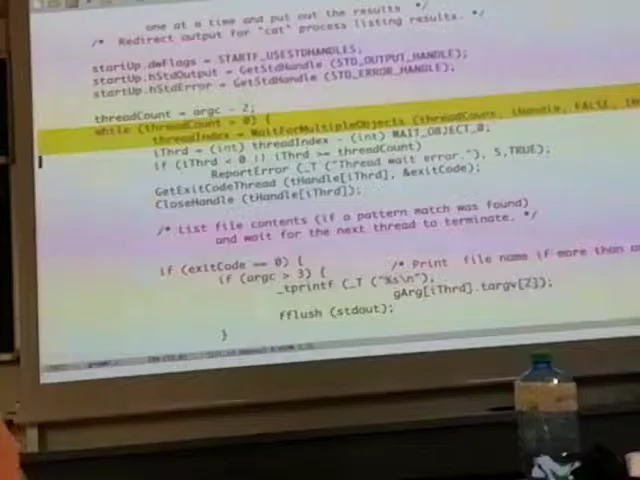 one at a time and put out the results */
/* Redirect output for "cat" process listing results. */
startUp.dwFlags = STARTF_USESTDHANDLES;
startUp.hStdOutput = GetStdHandle (STD_OUTPUT_HANDLE);
startUp.hStdError = GetStdHandle (STD_ERROR_HANDLE);
threadCount = argc - 2;
while (threadCount > 0) {
threadIndex = WaitForMultipleObjects (threadCount, tHandle, FALSE,
iThrd = (int) threadIndex - (int) WAIT_OBJECT_0;
if (iThrd < 0 || iThrd >= threadCount)
ReportError (_T ("Thread wait error."), 5, TRUE);
GetExitCodeThread (tHandle[iThrd], &exitCode);
CloseHandle (tHandle[iThrd]);
/* List file contents (if a pattern match was found)
and wait for the next thread to terminate. */
if (exitCode == 0) {
if (argc > 3) { /* Print file name if more than
_tprintf (_T ("%s\n"),
gArg[iThrd].targv[2]);
fflush (stdout);
}